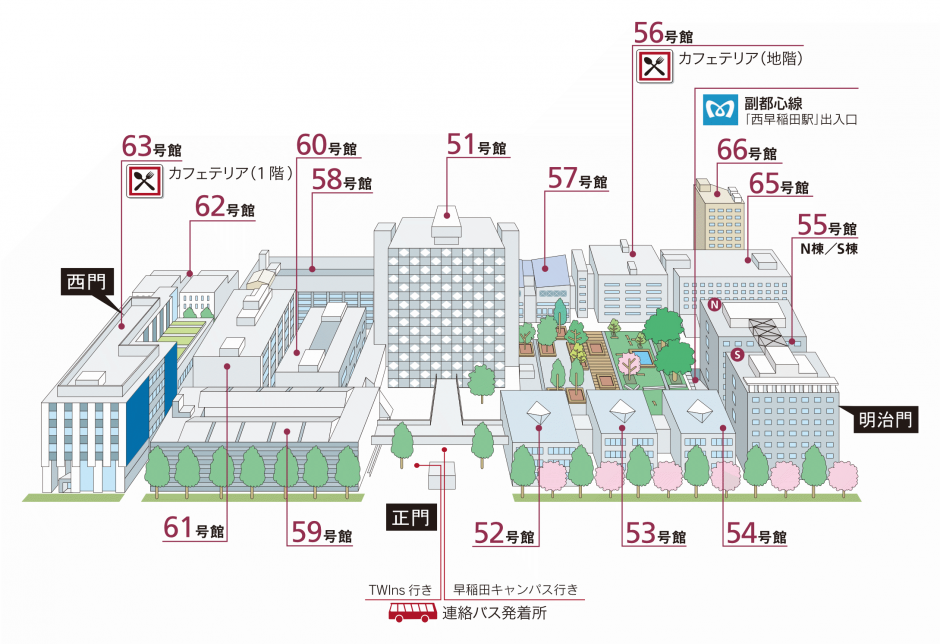 56号館
カフェテリア（地階）
副都心線
「西早稲田駅」出入口
63号館
カフェテリア（1階）
60号館
51号館
66号館
58号館
57号館
65号館
62号館
55号館
N棟／S棟
西門
N
S
明治門
正門
61号館
59号館
52号館
53号館
54号館
TWIns 行き
早稲田キャンパス行き
連絡バス発着所